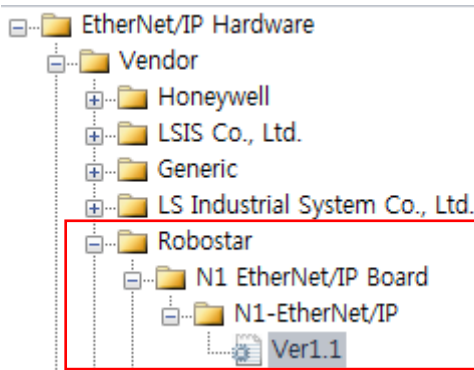 EtherNet/IP Hardware
Vendor
Honeywell
LSIS Co., Ltd.
Generic
LS Industrial System Co., Ltd.
Robostar
N1 EtherNet/IP Board
N1-EtherNet/IP
Ver1.1